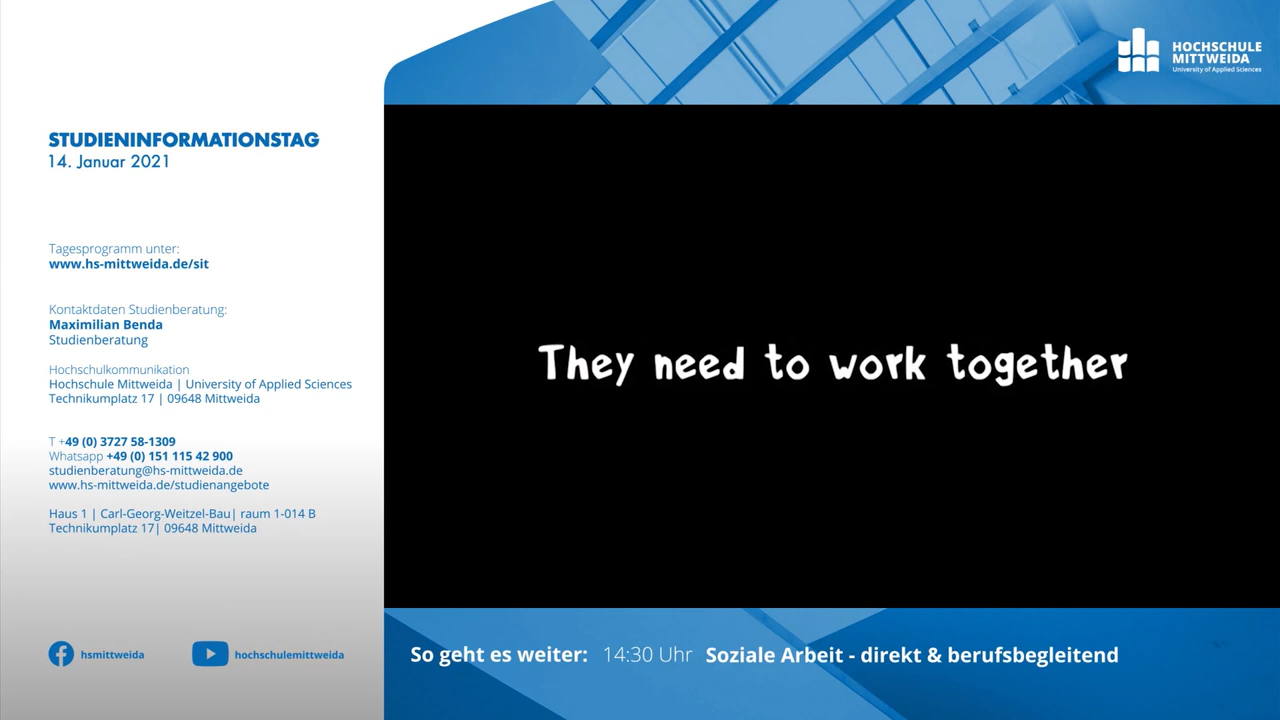 HOCHSCHULE
MITTWEIDA
University of Applied Sciences
STUDIENINFORMATIONSTAG
14. Januar 2021
Tagesprogramm unter:
www.hs-mittweida.de/sit
Kontaktdaten Studienberatung:
Maximilian Benda
Studienberatung
Hochschulkommunikation
Hochschule Mittweida | University of Applied Sciences
Technikumplatz 17 | 09648 Mittweida
T +49 (0) 3727 58-1309
Whatsapp +49 (0) 151 115 42 900
studienberatung@hs-mittweida.de
www.hs-mittweida.de/studienangebote
Haus 1 | Carl-Georg-Weitzel-Bau| raum 1-014 B
Technikumplatz 17| 09648 Mittweida
hsmittweida
hochschulemittweida
They need to work together
So geht es weiter: 14:30 Uhr Soziale Arbeit - direkt & berufsbegleitend